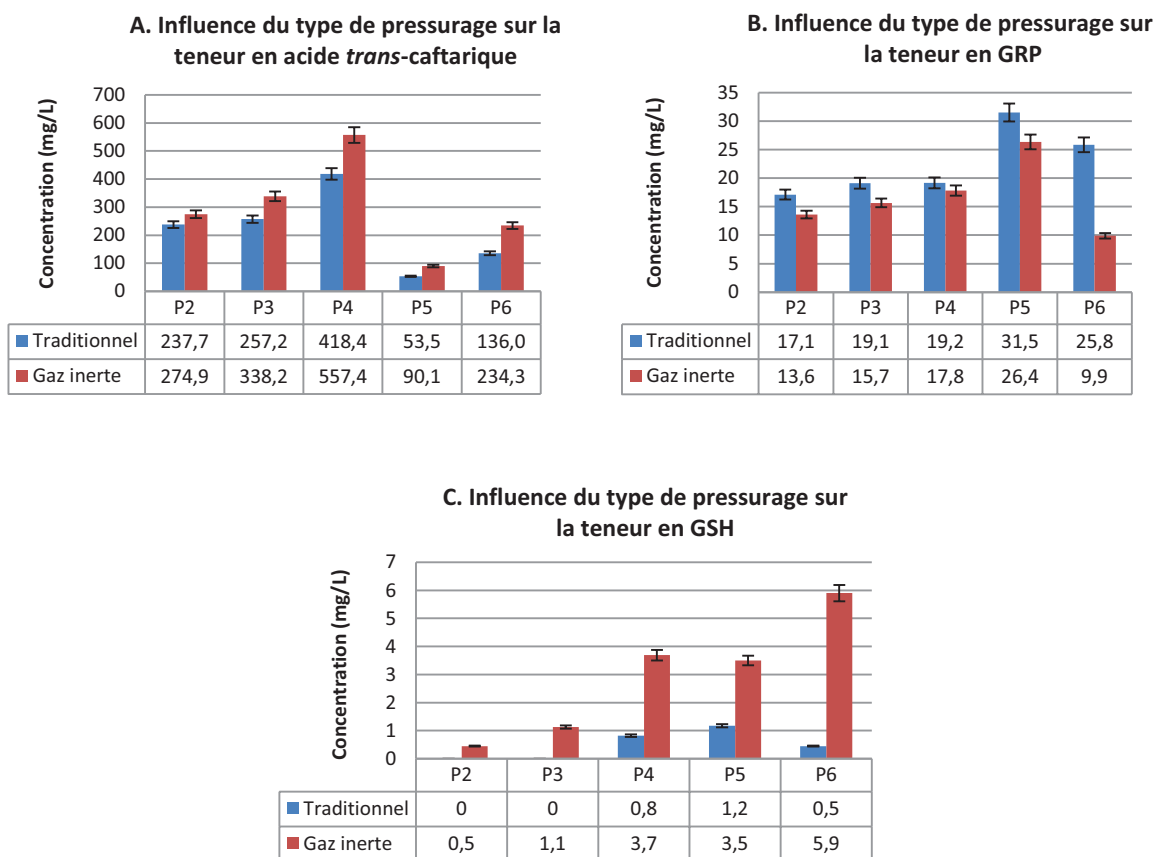 A. Influence du type de pressurage sur la
teneur en acide trans-caftarique
Concentration (mg/L)
700
600
500
400
300
200
100
0
P2 P3 P4 P5 P6
Traditionnel 237,7 257,2 418,4 53,5 136,0
Gaz inerte 274,9 338,2 557,4 90,1 234,3
B. Influence du type de pressurage sur
la teneur en GRP
Concentration (mg/L)
35
30
25
20
15
10
5
0
P2 P3 P4 P5 P6
Traditionnel 17,1 19,1 19,2 31,5 25,8
Gaz inerte 13,6 15,7 17,8 26,4 9,9
C. Influence du type de pressurage sur
la teneur en GSH
Concentration (mg/L)
7
6
5
4
3
2
1
0
P2 P3 P4 P5 P6
Traditionnel 0 0 0,8 1,2 0,5
Gaz inerte 0,5 1,1 3,7 3,5 5,9